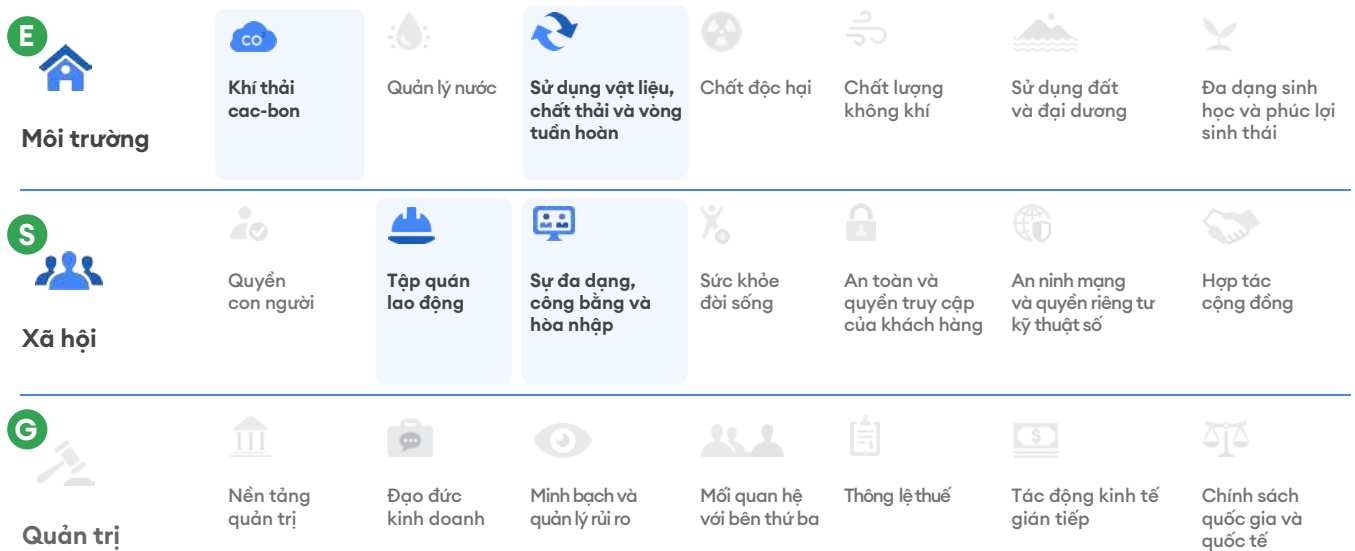 E
Môi trường
CO²
Khí thải
cac-bon
Quản lý nước
Sử dụng vật liệu,
chất thải và vòng
tuần hoàn
Chất độc hại
Chất lượng
không khí
Sử dụng đất
và đại dương
Đa dạng sinh
học và phúc lợi
sinh thái
S
Xã hội
Quyền
con người
Tập quán
lao động
Sự đa dạng,
công bằng và
hòa nhập
Sức khỏe
đời sống
An toàn và
quyền truy cập
của khách hàng
An ninh mạng
và quyền riêng tư
kỹ thuật số
Hợp tác
cộng đồng
G
Quản trị
Nền tảng
quản trị
Đạo đức
kinh doanh
Minh bạch và
quản lý rủi ro
Mối quan hệ
với bên thứ ba
$
Thông lệ thuế
$
Tác động kinh tế
gián tiếp
Chính sách
quốc gia và
quốc tế